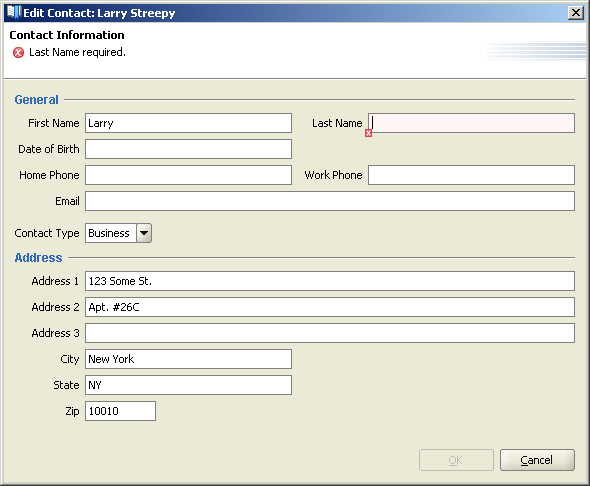 Edit Contact: Larry Streepy
Contact Information
Last Name required.
General
First Name Larry Last Name
Date of Birth
Home Phone Work Phone
Email
Contact Type Business
Address
Address 1 123 Some St.
Address 2 Apt. #26C
Address 3
City New York
State NY
Zip 10010
OK Cancel